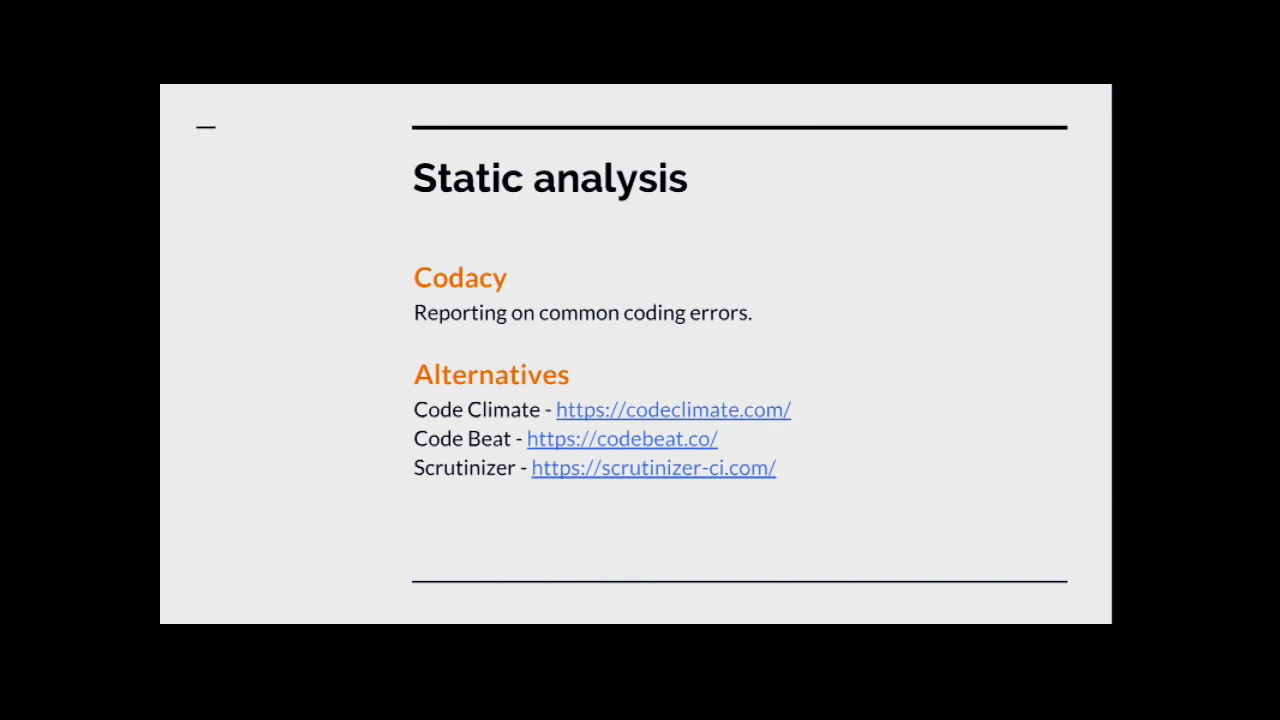 Static analysis
Codacy
Reporting on common coding errors.
Alternatives
Code Climate - https://codeclimate.com/
Code Beat - https://codebeat.co/
Scrutinizer - https://scrutinizer-ci.com/